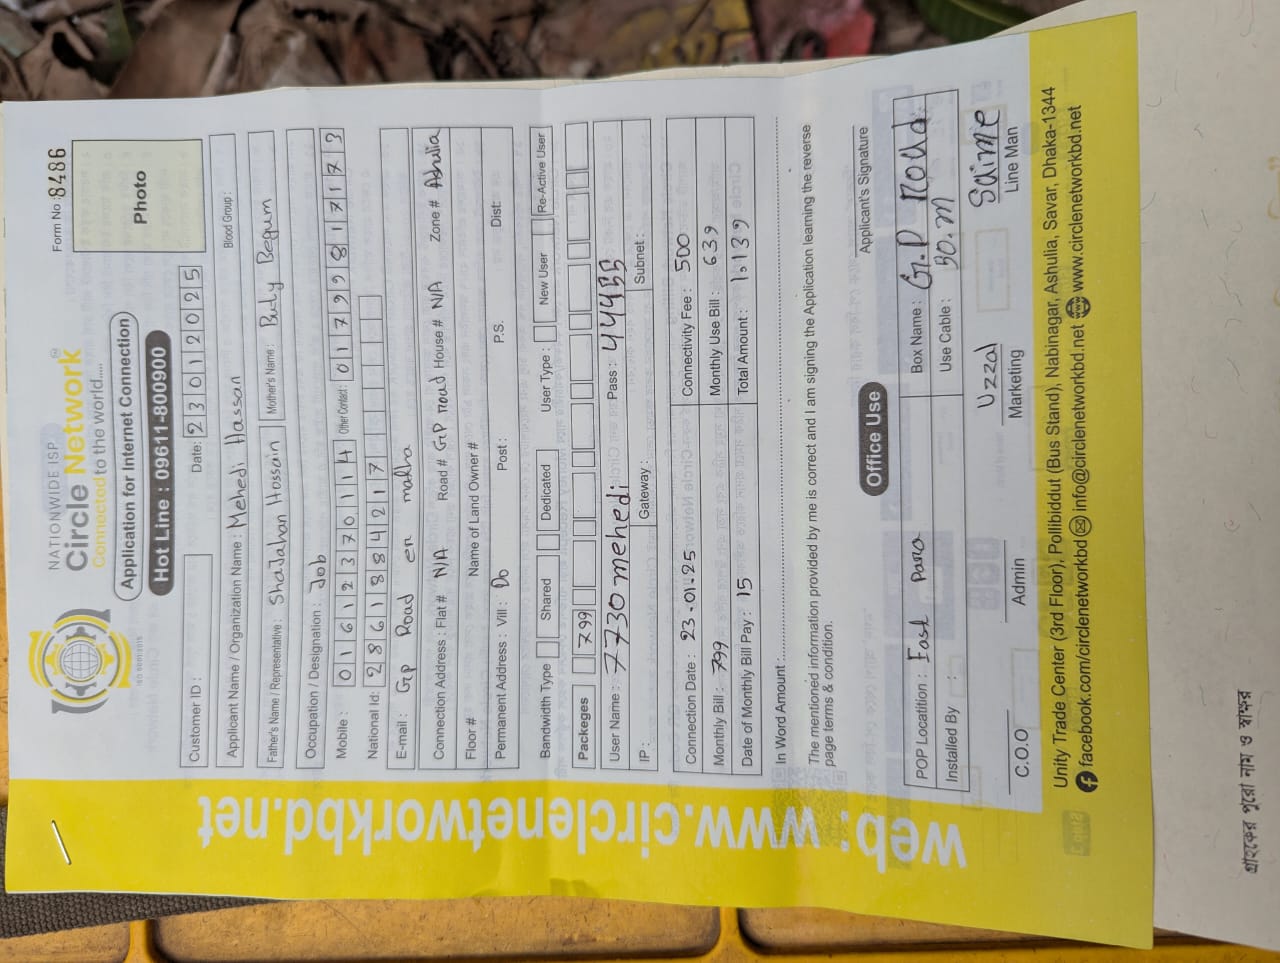 NATIONWIDE ISP
Circle Network
Connected to the world.....
Form No :8486
Application for Internet Connection
Hot Line : 09611-800900
Photo
Customer ID :
Date: 23012025
Applicant Name / Organization Name : Mehedi Hassan Blood Group :
Father's Name / Representative : Shajahan Hossain Mother's Name : Parly Begum
Occupation / Designation : Job
Mobile : 01612370114 Other Contact: 01799817173
National Id: 2861884217
E-mail : Gp Road er matha
Connection Address : Flat # N/A Road # GP road House # N/A Zone # Ashulia
Floor # Name of Land Owner #
Permanent Address : Vill : Do Post : P.S. Dist:
Bandwidth Type Shared Dedicated User Type : New User Re-Active User
Packeges 799
User Name : 7730mehedi Pass : 444555
IP : Gateway : Subnet :
Connection Date : 23-01-25 Connectivity Fee : 500
Monthly Bill : 799 Monthly Use Bill : 639
Date of Monthly Bill Pay : 15 Total Amount : 1,139
In Word Amount :
The mentioned information provided by me is correct and I am signing the Application learning the reverse
page terms & condition.
Applicant's Signature
Office Use
POP Locatition : East Para Box Name : G.P Road
Installed By : Use Cable : 30.m
Uzzal Saime
C.O.O Admin Marketing Line Man
Unity Trade Center (3rd Floor), Pollibiddut (Bus Stand), Nabinagar, Ashulia, Savar, Dhaka-1344
facebook.com/circlenetworkbd info@circlenetworkbd.net www.circlenetworkbd.net
web: www.circlenetworkbd.net
গ্রাহকের পুরো নাম ও স্বাক্ষর